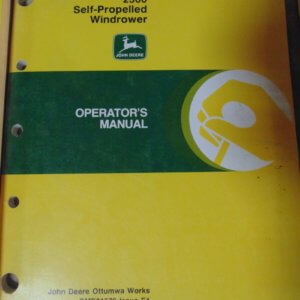 Self-Propelled
Windrower
JOHN DEERE
OPERATOR'S
MANUAL
John Deere Ottumwa Works